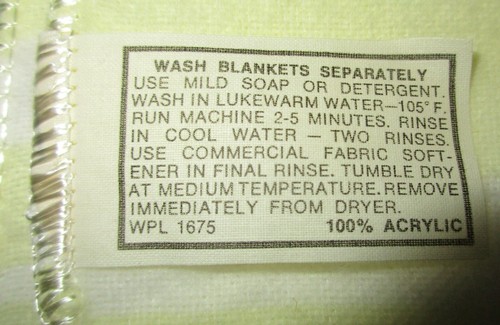 WASH BLANKETS SEPARATELY
USE MILD SOAP OR DETERGENT.
WASH IN LUKEWARM WATER—105° F.
RUN MACHINE 2-5 MINUTES. RINSE
IN COOL WATER — TWO RINSES.
USE COMMERCIAL FABRIC SOFT-
ENER IN FINAL RINSE. TUMBLE DRY
AT MEDIUM TEMPERATURE. REMOVE
IMMEDIATELY FROM DRYER.
WPL 1675 100% ACRYLIC